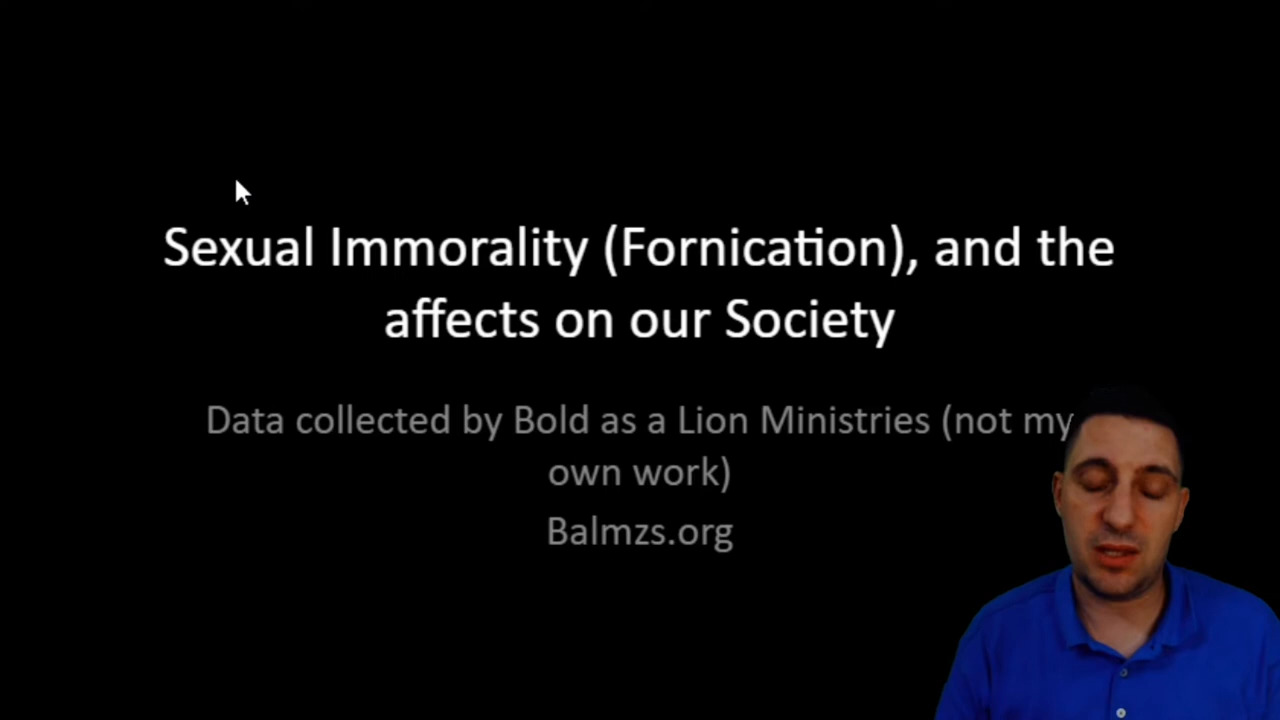 Sexual Immorality (Fornication), and the
affects on our Society
Data collected by Bold as a Lion Ministries (not my
own work)
Balmzs.org